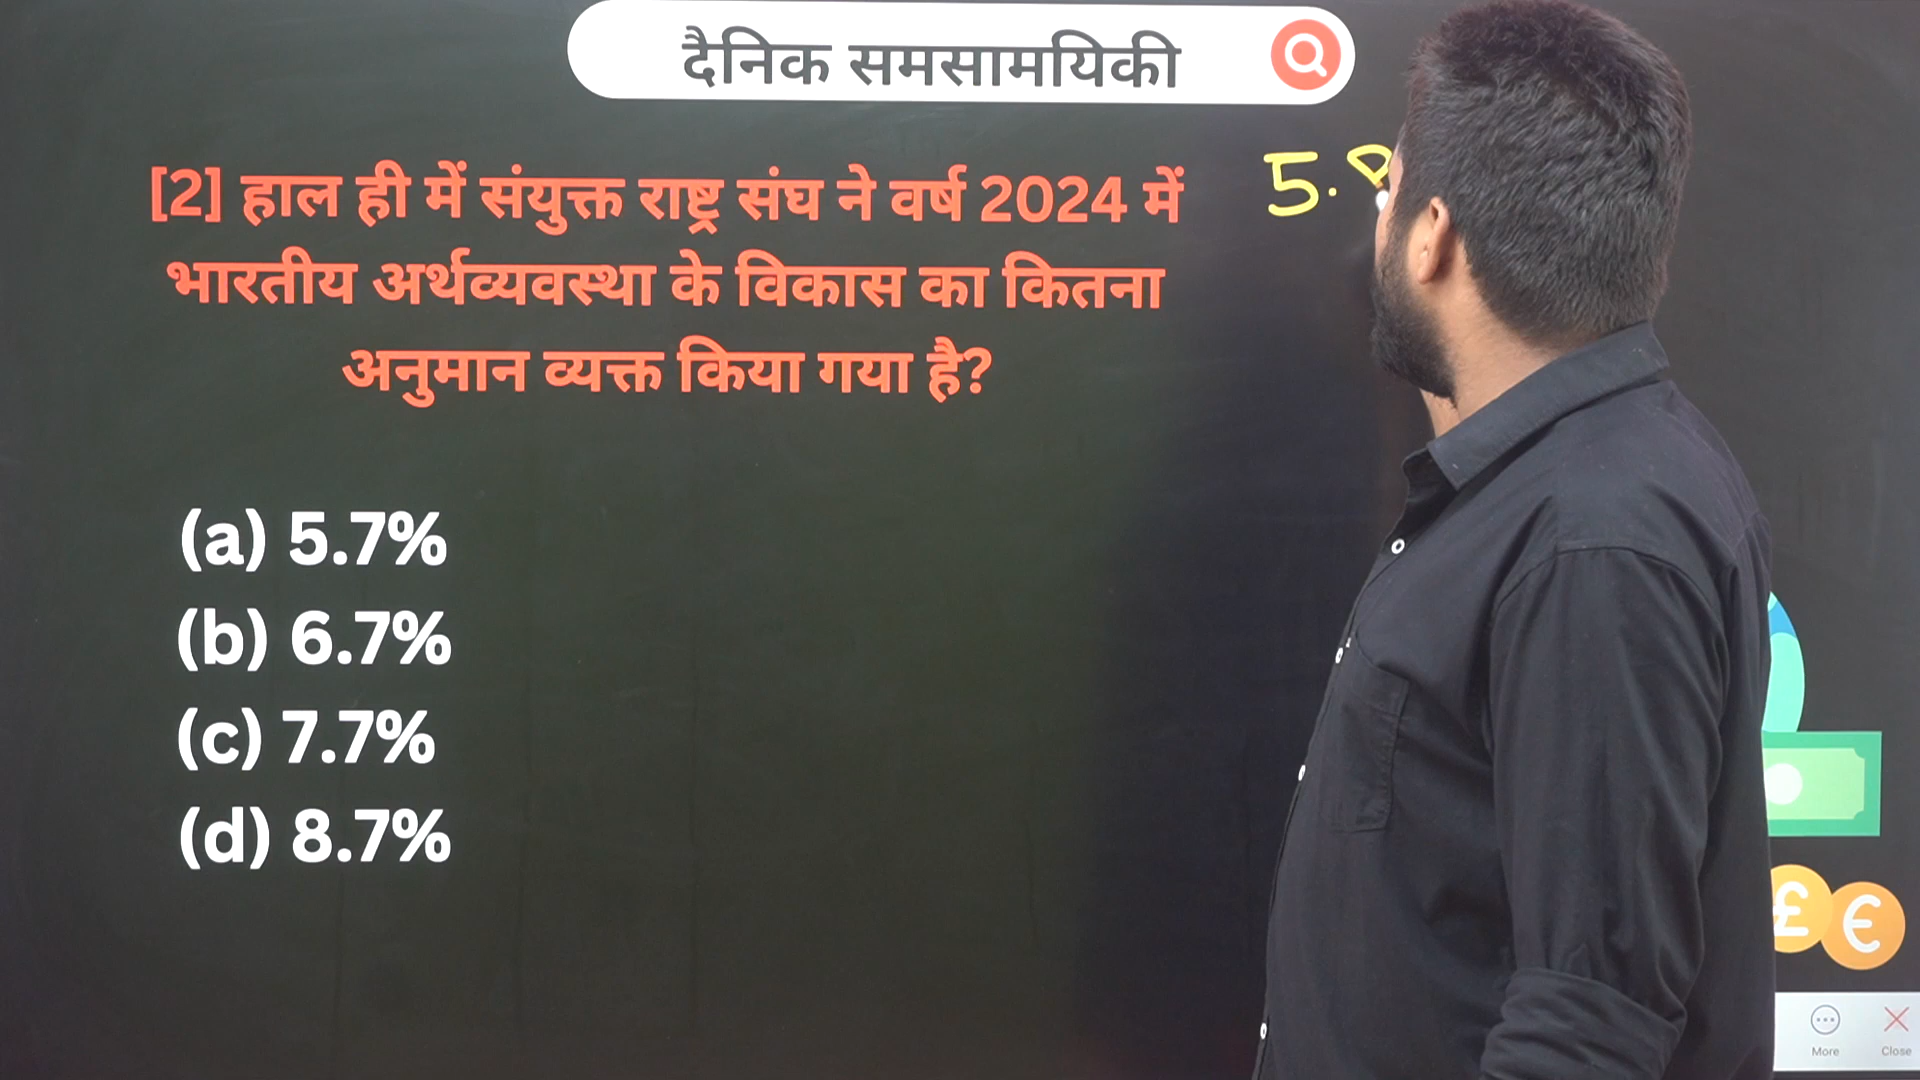 दैनिक समसामयिकी
[2] हाल ही में संयुक्त राष्ट्र संघ ने वर्ष 2024 में
भारतीय अर्थव्यवस्था के विकास का कितना
अनुमान व्यक्त किया गया है?
5.
(a) 5.7%
(b) 6.7%
(c) 7.7%
(d) 8.7%
£ €
More Close